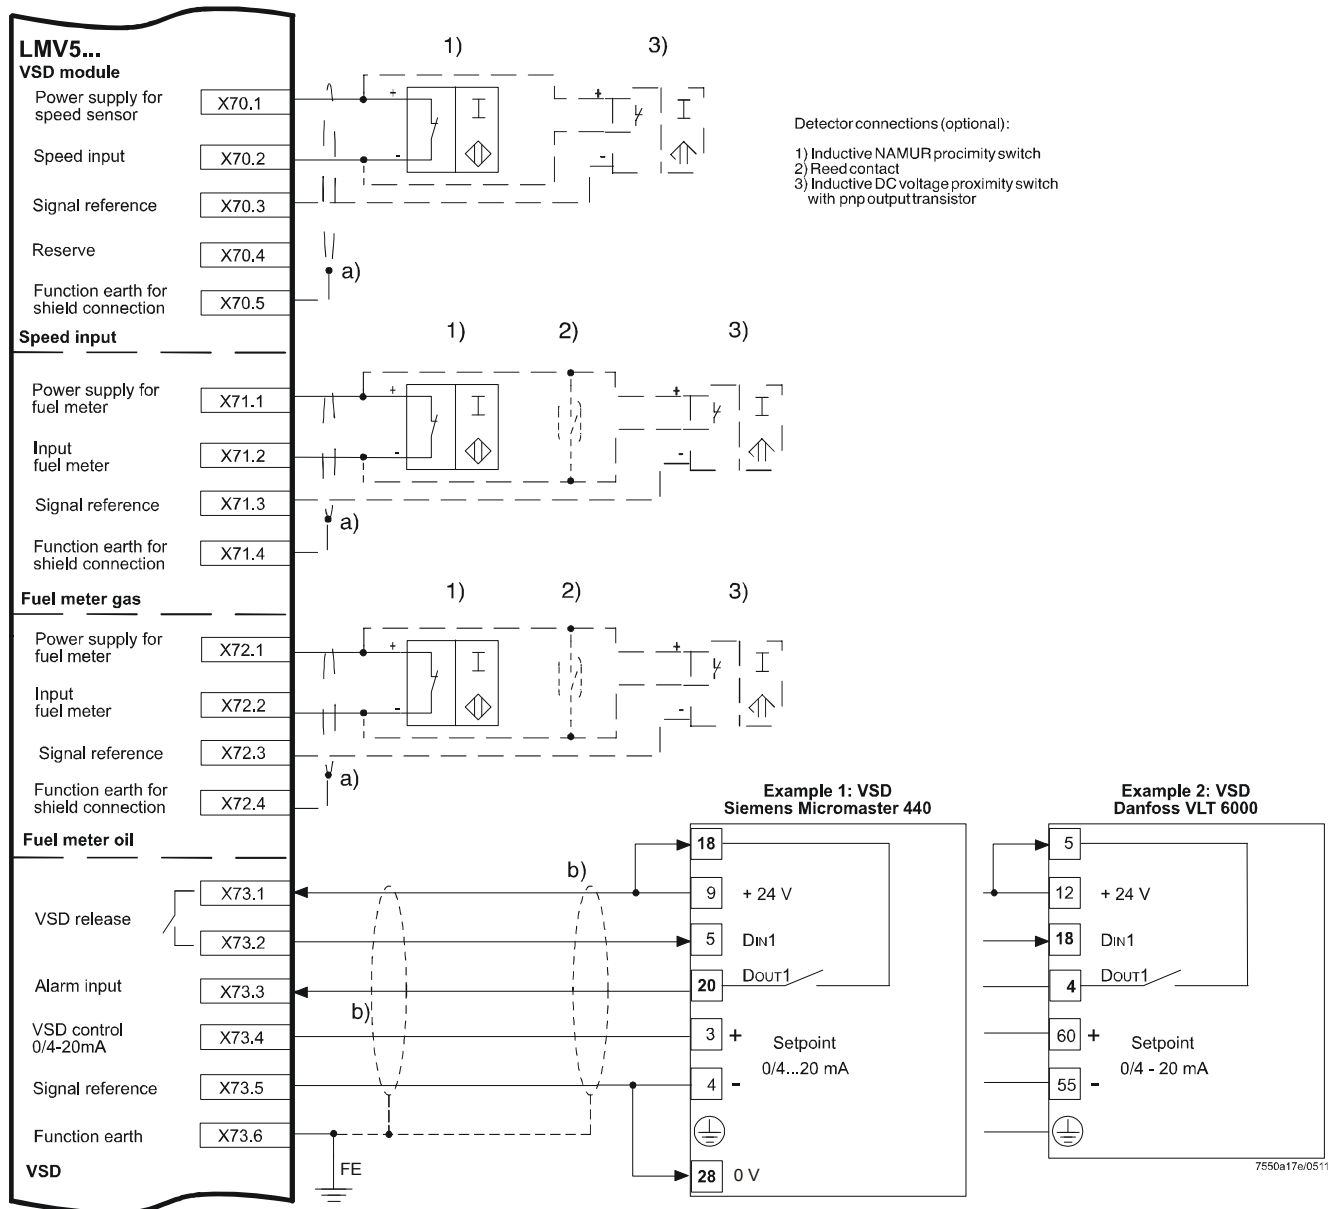 LMV5...
VSD module
1)
3)
Power supply for
speed sensor
X70.1
+
+
Speed input
X70.2
-
-
Signal reference
X70.3
Reserve
X70.4
a)
Function earth for
shield connection
X70.5
Speed input
Detector connections (optional):
1) Inductive NAMUR procimity switch
2) Reed contact
3) Inductive DC voltage proximity switch
with pnp output transistor
1)
2)
3)
Power supply for
fuel meter
X71.1
+
+
Input
fuel meter
X71.2
-
-
Signal reference
X71.3
a)
Function earth for
shield connection
X71.4
Fuel meter gas
1)
2)
3)
Power supply for
fuel meter
X72.1
+
+
Input
fuel meter
X72.2
-
-
Signal reference
X72.3
a)
Function earth for
shield connection
X72.4
Fuel meter oil
VSD release
X73.1
X73.2
Alarm input
X73.3
VSD control
0/4-20mA
X73.4
Signal reference
X73.5
Function earth
X73.6
VSD
b)
b)
FE
Example 1: VSD
Siemens Micromaster 440
18
9 + 24 V
5 DIN1
20 DOUT1
3 +
Setpoint
0/4...20 mA
4 -
28 0 V
Example 2: VSD
Danfoss VLT 6000
5
12 + 24 V
18 DIN1
4 DOUT1
60 +
Setpoint
0/4 - 20 mA
55 -
7550a17e/0511